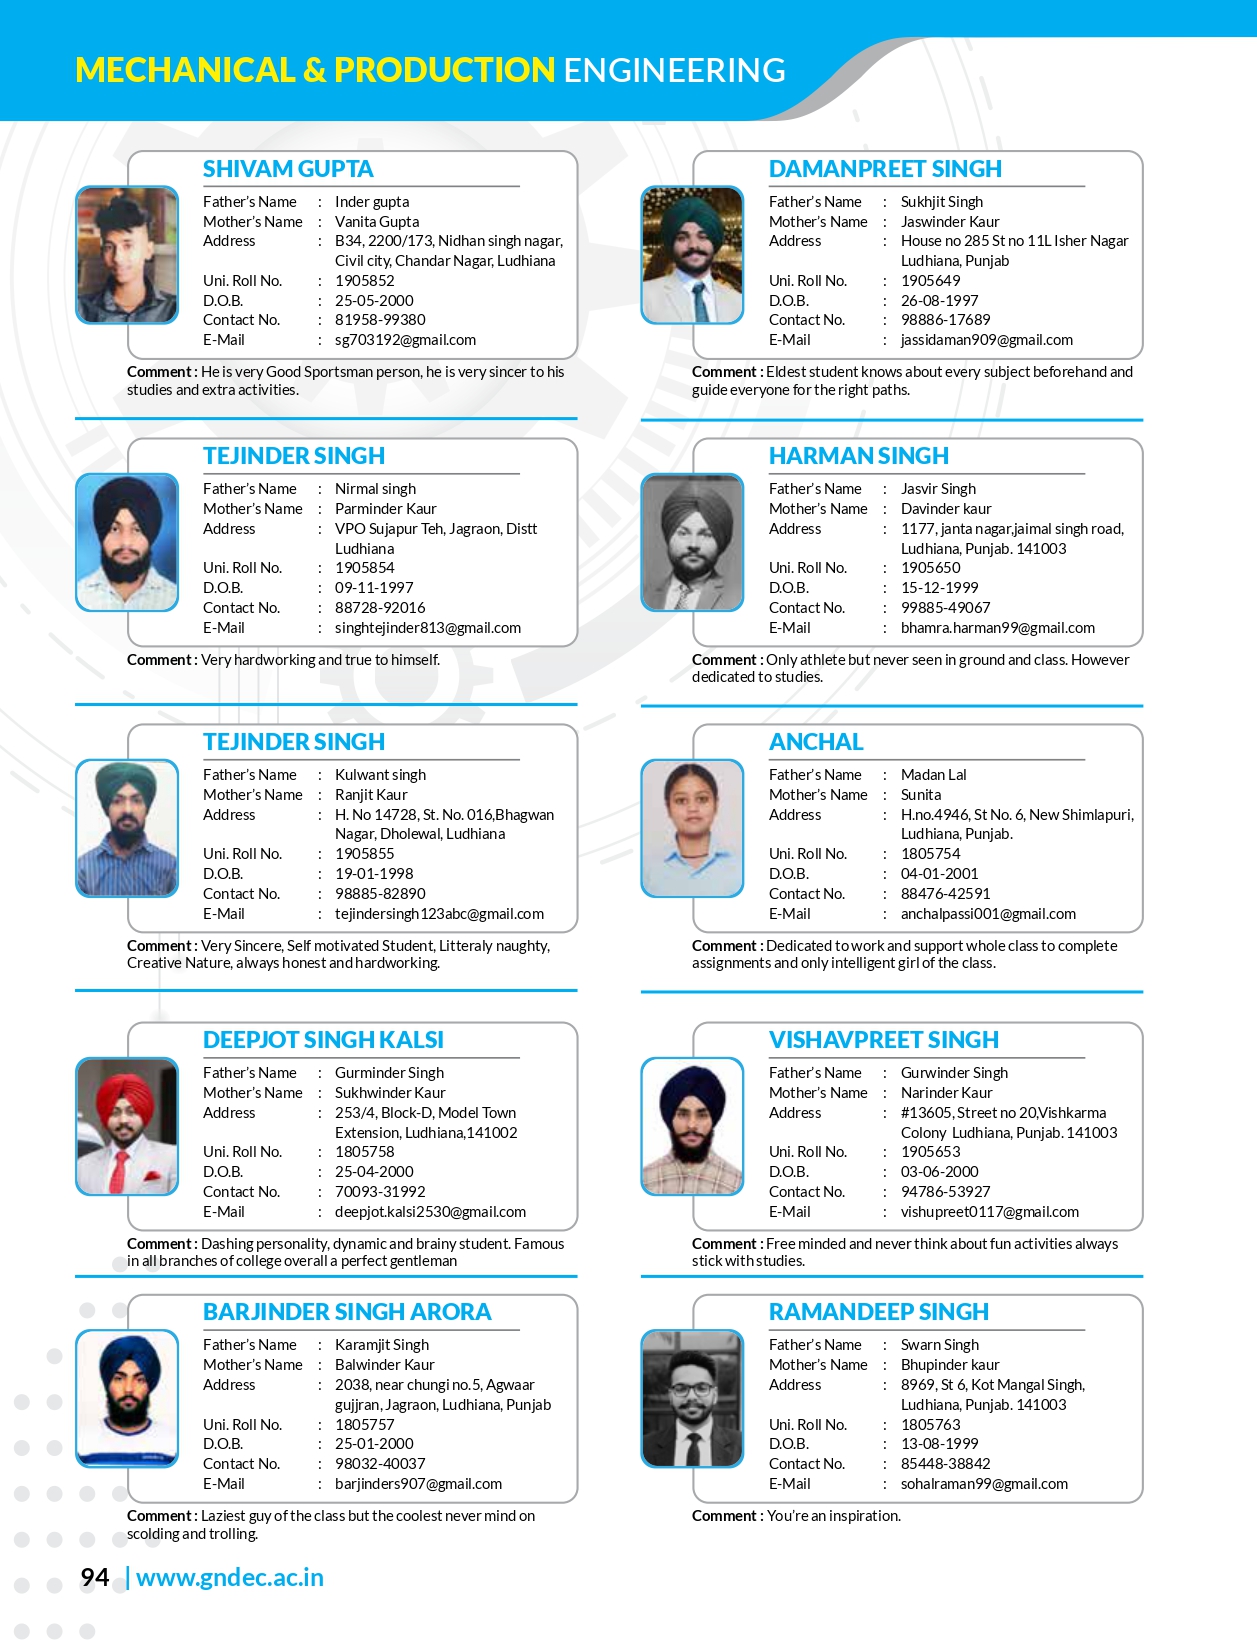 MECHANICAL & PRODUCTION ENGINEERING
SHIVAM GUPTA
Father's Name : Inder gupta
Mother's Name : Vanita Gupta
Address : B34, 2200/173, Nidhan singh nagar,
Civil city, Chandar Nagar, Ludhiana
Uni. Roll No. : 1905852
D.O.B. : 25-05-2000
Contact No. : 81958-99380
E-Mail : sg703192@gmail.com
Comment : He is very Good Sportsman person, he is very sincer to his
studies and extra activities.
DAMANPREET SINGH
Father's Name : Sukhjit Singh
Mother's Name : Jaswinder Kaur
Address : House no 285 St no 11L Isher Nagar
Ludhiana, Punjab
Uni. Roll No. : 1905649
D.O.B. : 26-08-1997
Contact No. : 98886-17689
E-Mail : jassidaman909@gmail.com
Comment : Eldest student knows about every subject beforehand and
guide everyone for the right paths.
TEJINDER SINGH
Father's Name : Nirmal singh
Mother's Name : Parminder Kaur
Address : VPO Sujapur Teh, Jagraon, Distt
Ludhiana
Uni. Roll No. : 1905854
D.O.B. : 09-11-1997
Contact No. : 88728-92016
E-Mail : singhtejinder813@gmail.com
Comment : Very hardworking and true to himself.
HARMAN SINGH
Father's Name : Jasvir Singh
Mother's Name : Davinder kaur
Address : 1177, janta nagar,jaimal singh road,
Ludhiana, Punjab. 141003
Uni. Roll No. : 1905650
D.O.B. : 15-12-1999
Contact No. : 99885-49067
E-Mail : bhamra.harman99@gmail.com
Comment : Only athlete but never seen in ground and class. However
dedicated to studies.
TEJINDER SINGH
Father's Name : Kulwant singh
Mother's Name : Ranjit Kaur
Address : H. No 14728, St. No. 016,Bhagwan
Nagar, Dholewal, Ludhiana
Uni. Roll No. : 1905855
D.O.B. : 19-01-1998
Contact No. : 98885-82890
E-Mail : tejindersingh123abc@gmail.com
Comment : Very Sincere, Self motivated Student, Litteraly naughty,
Creative Nature, always honest and hardworking.
ANCHAL
Father's Name : Madan Lal
Mother's Name : Sunita
Address : H.no.4946, St No. 6, New Shimlapuri,
Ludhiana, Punjab.
Uni. Roll No. : 1805754
D.O.B. : 04-01-2001
Contact No. : 88476-42591
E-Mail : anchalpassi001@gmail.com
Comment : Dedicated to work and support whole class to complete
assignments and only intelligent girl of the class.
DEEPJOT SINGH KALSI
Father's Name : Gurminder Singh
Mother's Name : Sukhwinder Kaur
Address : 253/4, Block-D, Model Town
Extension, Ludhiana,141002
Uni. Roll No. : 1805758
D.O.B. : 25-04-2000
Contact No. : 70093-31992
E-Mail : deepjot.kalsi2530@gmail.com
Comment : Dashing personality, dynamic and brainy student. Famous
in all branches of college overall a perfect gentleman
VISHAVPREET SINGH
Father's Name : Gurwinder Singh
Mother's Name : Narinder Kaur
Address : #13605, Street no 20,Vishkarma
Colony Ludhiana, Punjab. 141003
Uni. Roll No. : 1905653
D.O.B. : 03-06-2000
Contact No. : 94786-53927
E-Mail : vishupreet0117@gmail.com
Comment : Free minded and never think about fun activities always
stick with studies.
BARJINDER SINGH ARORA
Father's Name : Karamjit Singh
Mother's Name : Balwinder Kaur
Address : 2038, near chungi no.5, Agwaar
gujjran, Jagraon, Ludhiana, Punjab
Uni. Roll No. : 1805757
D.O.B. : 25-01-2000
Contact No. : 98032-40037
E-Mail : barjinders907@gmail.com
Comment : Laziest guy of the class but the coolest never mind on
scolding and trolling.
RAMANDEEP SINGH
Father's Name : Swarn Singh
Mother's Name : Bhupinder kaur
Address : 8969, St 6, Kot Mangal Singh,
Ludhiana, Punjab. 141003
Uni. Roll No. : 1805763
D.O.B. : 13-08-1999
Contact No. : 85448-38842
E-Mail : sohalraman99@gmail.com
Comment : You're an inspiration.
94 | www.gndec.ac.in